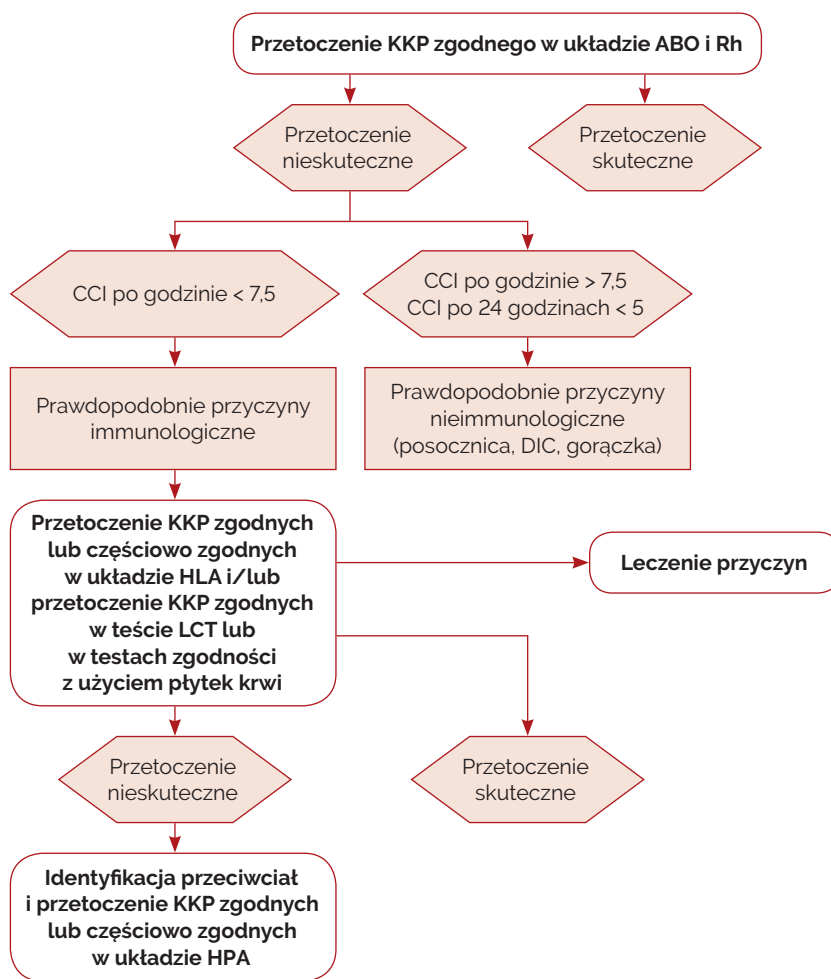 Przetoczenie KKP zgodnego w układzie ABO i Rh
Przetoczenie
nieskuteczne
Przetoczenie
skuteczne
CCI po godzinie < 7,5
CCI po godzinie > 7,5
CCI po 24 godzinach < 5
Prawdopodobnie przyczyny
immunologiczne
Prawdopodobnie przyczyny
nieimmunologiczne
(posocznica, DIC, gorączka)
Przetoczenie KKP zgodnych
lub częściowo zgodnych
w układzie HLA i/lub
przetoczenie KKP zgodnych
w teście LCT lub
w testach zgodności
z użyciem płytek krwi
Leczenie przyczyn
Przetoczenie
nieskuteczne
Przetoczenie
skuteczne
Identyfikacja przeciwciał
i przetoczenie KKP zgodnych
lub częściowo zgodnych
w układzie HPA